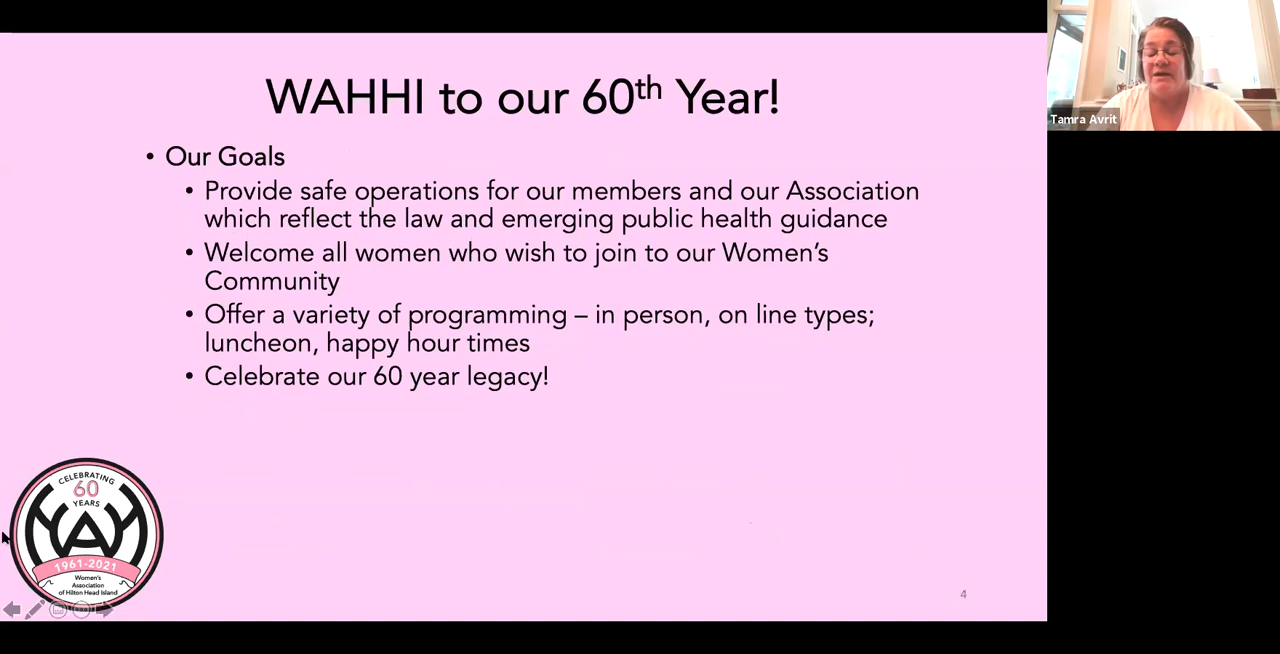 WAHHI to our 60th Year!
• Our Goals
• Provide safe operations for our members and our Association
which reflect the law and emerging public health guidance
• Welcome all women who wish to join to our Women's
Community
• Offer a variety of programming – in person, on line types;
luncheon, happy hour times
• Celebrate our 60 year legacy!
CELEBRATING
60
YEARS
WAH
1961-2021
Women's
Association
of Hilton Head Island
4
Tamra Avrit